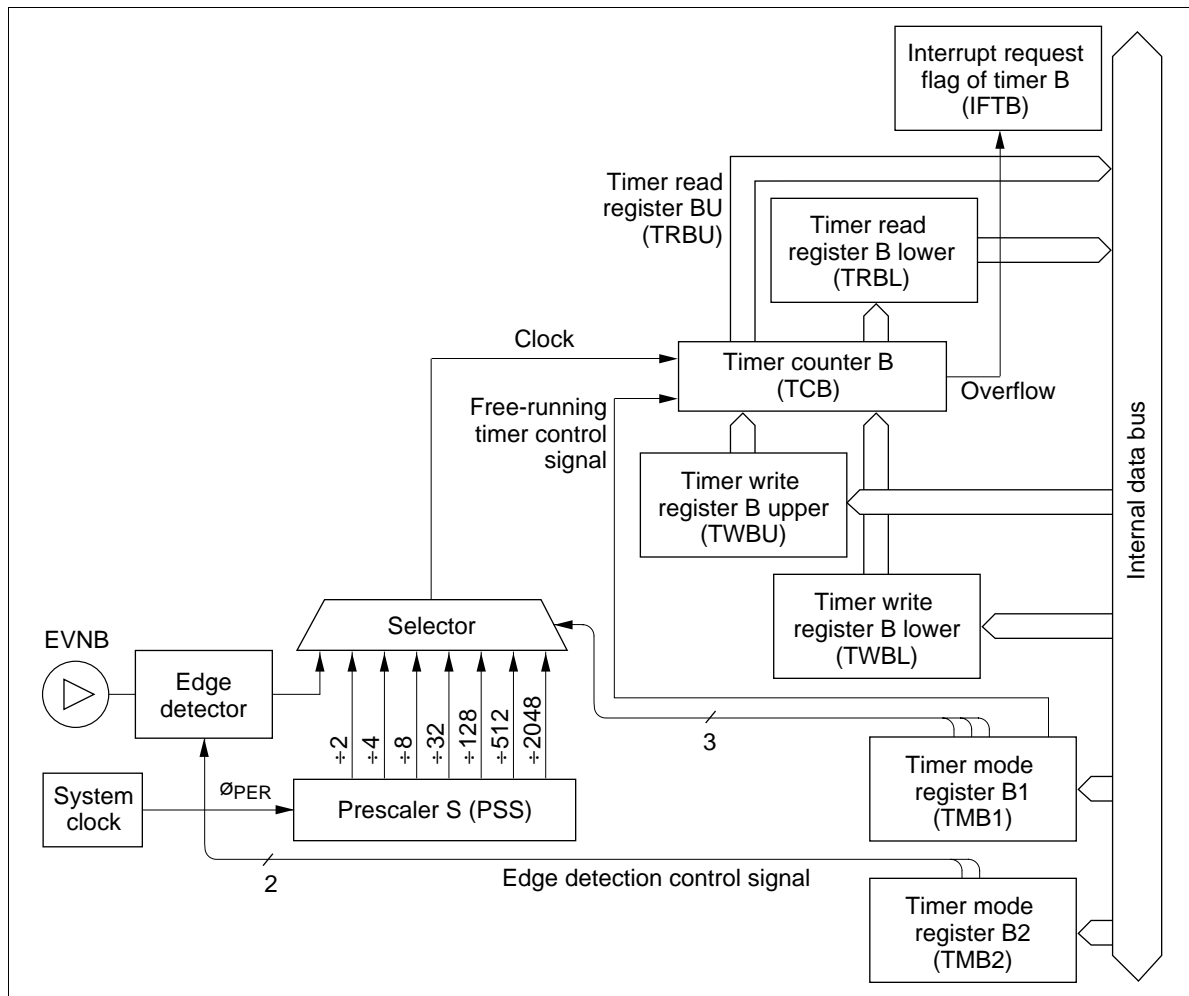 Interrupt request
flag of timer B
(IFTB)
Timer read
register BU
(TRBU)
Timer read
register B lower
(TRBL)
Clock
Timer counter B
(TCB)
Overflow
Free-running
timer control
signal
Timer write
register B upper
(TWBU)
Internal data bus
Timer write
register B lower
(TWBL)
Selector
EVNB
Edge
detector
÷2
÷4
÷8
÷32
÷128
÷512
÷2048
3
System
clock
øPER
Prescaler S (PSS)
Timer mode
register B1
(TMB1)
2
Edge detection control signal
Timer mode
register B2
(TMB2)